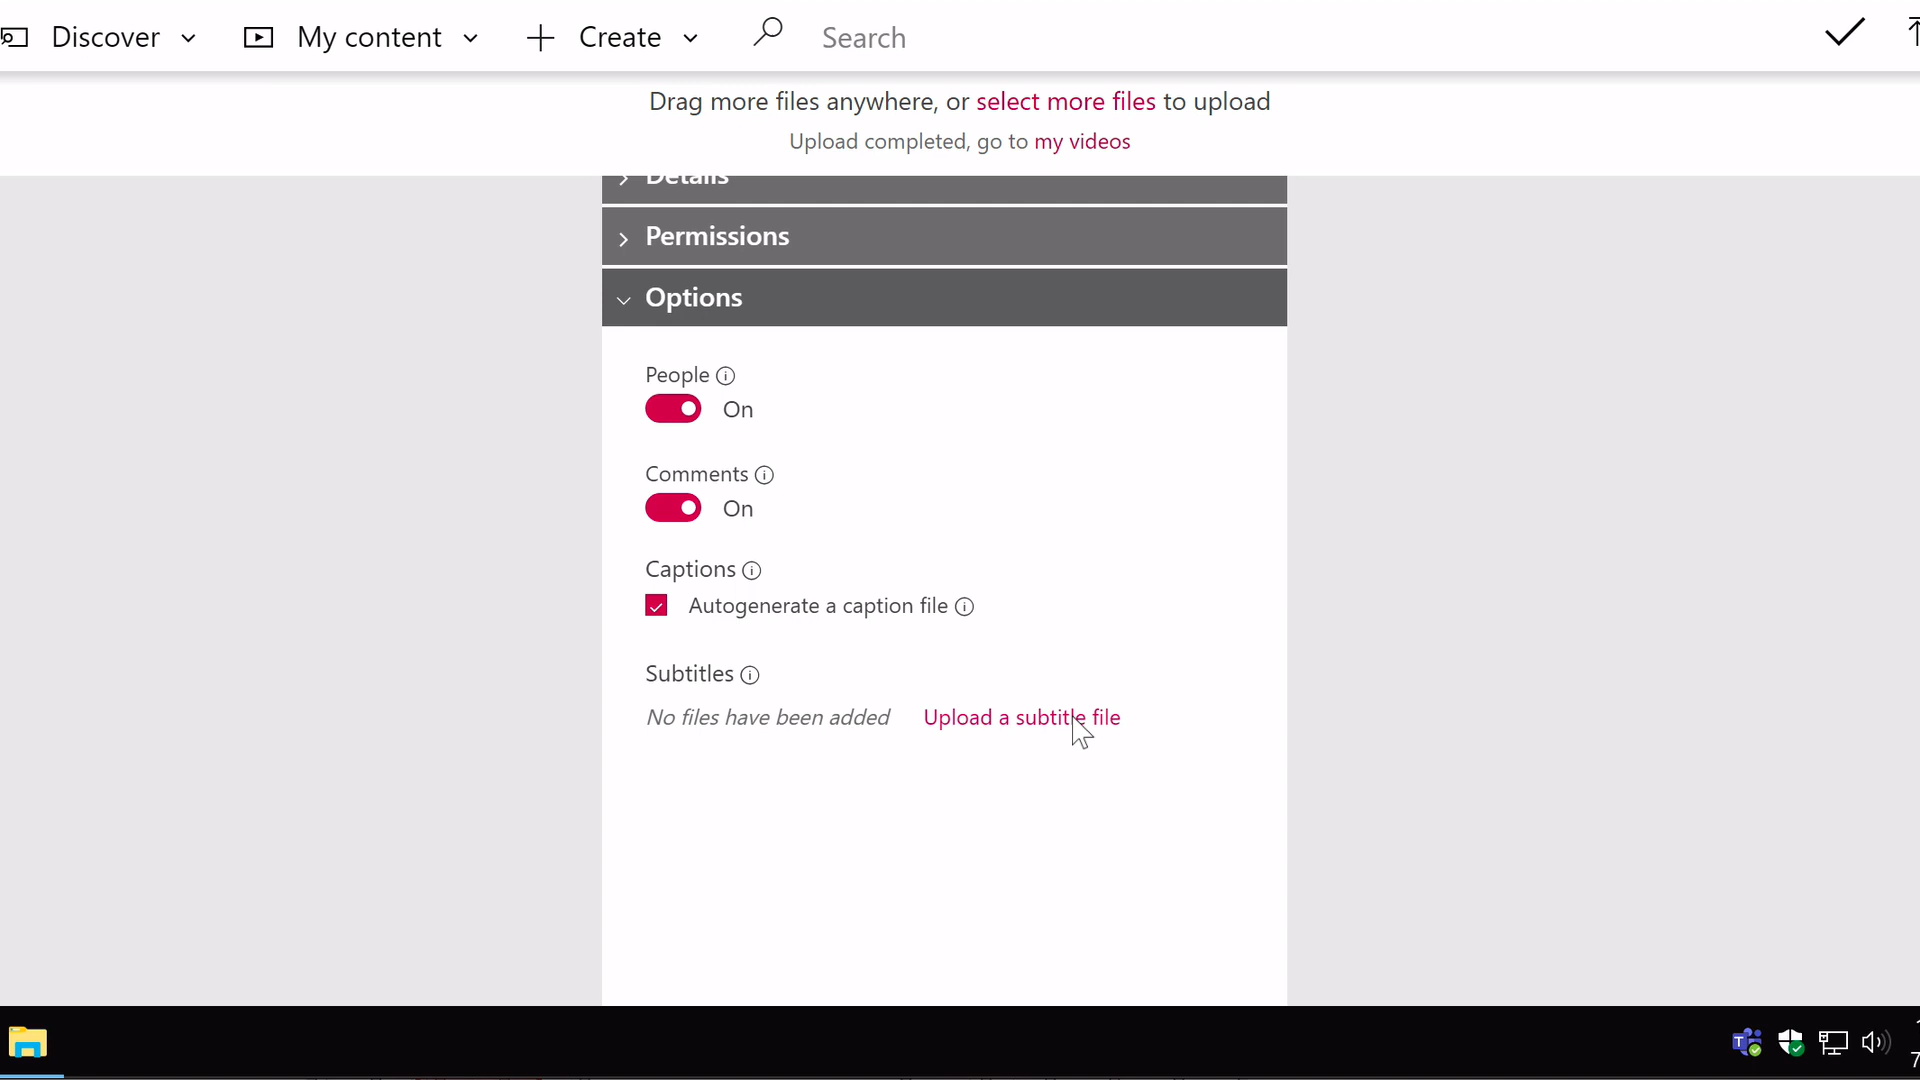 Discover My content Create Search
Drag more files anywhere, or select more files to upload
Upload completed, go to my videos
Details
Permissions
Options
People
On
Comments
On
Captions
Autogenerate a caption file
Subtitles
No files have been added Upload a subtitle file